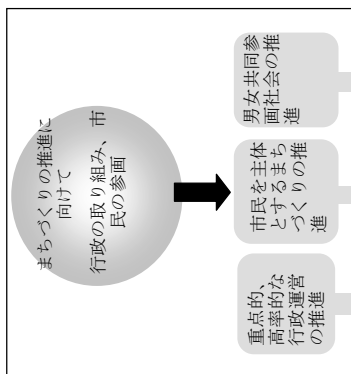 まちづくりの推進に
向けて
行政の取り組み、市
民の参画
重点的、
高率的な
行政運営
の推進
市民を主体
とするまち
づくりの推
進
男女共同参
画社会の推
進